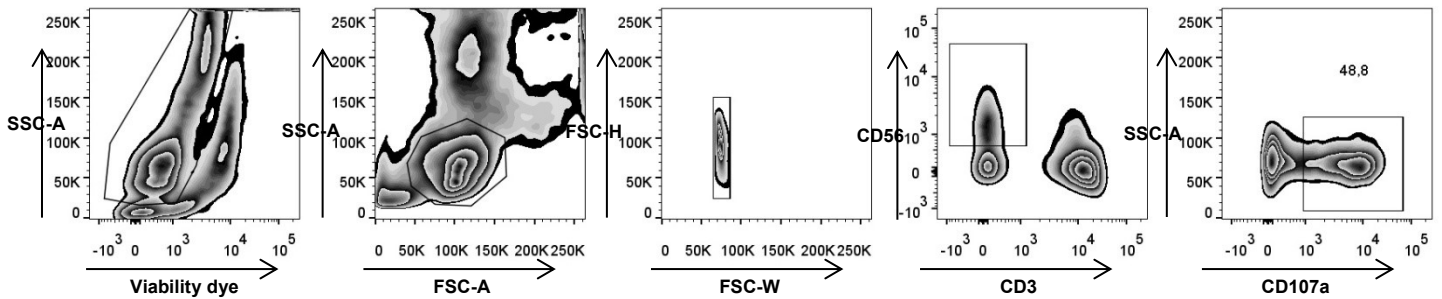 250K
200K
150K
100K
50K
0
SSC-A
-10³ 0 10³ 10⁴ 10⁵
Viability dye
250K
200K
150K
100K
50K
0
SSC-A
0 50K 100K 150K 200K 250K
FSC-A
250K
200K
150K
100K
50K
0
FSC-H
0 50K 100K 150K 200K 250K
FSC-W
10⁵
10⁴
10³
0
-10³
CD56
-10³ 0 10³ 10⁴ 10⁵
CD3
250K
200K
150K
100K
50K
0
SSC-A
48,8
-10³ 0 10³ 10⁴ 10⁵
CD107a